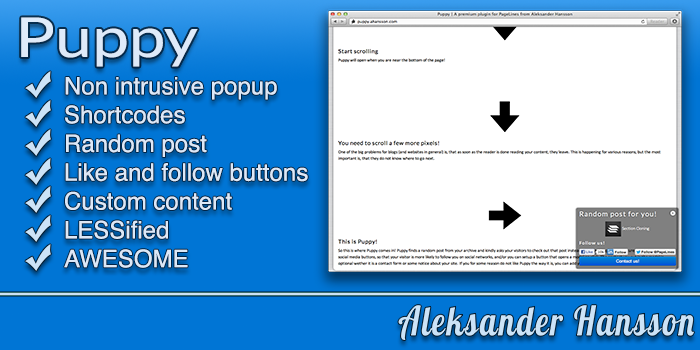 Puppy
Non intrusive popup
Shortcodes
Random post
Like and follow buttons
Custom content
LESSified
AWESOME
Puppy | A premium plugin for PageLines from Aleksander Hansson
puppy.ahansson.com
Start scrolling
Puppy will open when you are near the bottom of the page!
You need to scroll a few more pixels!
One of the big problems for blogs (and websites in general) is, that as soon as the reader is done reading your content, they leave. This is happening for various reasons, but the most
important is, that they do not know where to go next.
This is Puppy!
So this is where Puppy comes in! Puppy finds a random post from your archive and kindly asks your visitors to check out that post
social media buttons, so that your visitor is more likely to follow you on social networks, and/or you can setup a button that opens a
optional wether it is a contact form or some notice about your site. If you for some reason do not like Puppy the way it is, you can
Random post for you!
Section Cloning
Follow us!
Like
Follow
Follow @PageLines
Contact us!
Aleksander Hansson